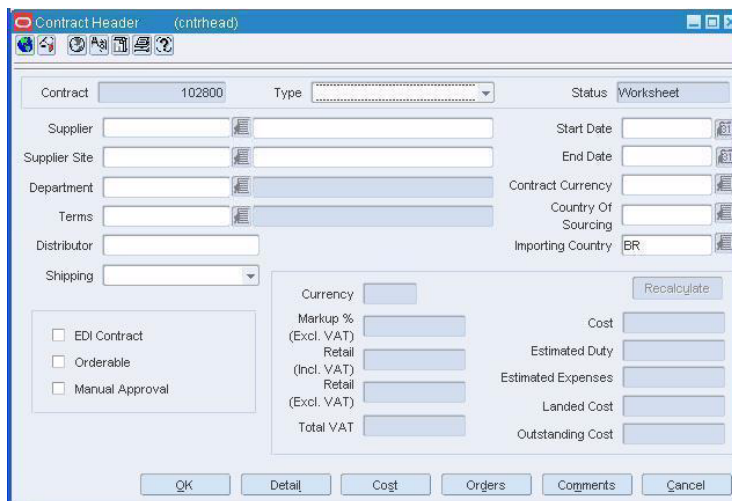 Contract Header (cntrhead)
Contract 102800 Type Status Worksheet
Supplier Start Date
Supplier Site End Date
Department Contract Currency
Terms Country Of Sourcing
Distributor Importing Country BR
Shipping
Currency Recalculate
EDI Contract
Orderable
Manual Approval
Markup % (Excl. VAT) Cost
Retail (Incl. VAT) Estimated Duty
Retail (Excl. VAT) Estimated Expenses
Landed Cost
Total VAT Outstanding Cost
OK Detail Cost Orders Comments Cancel